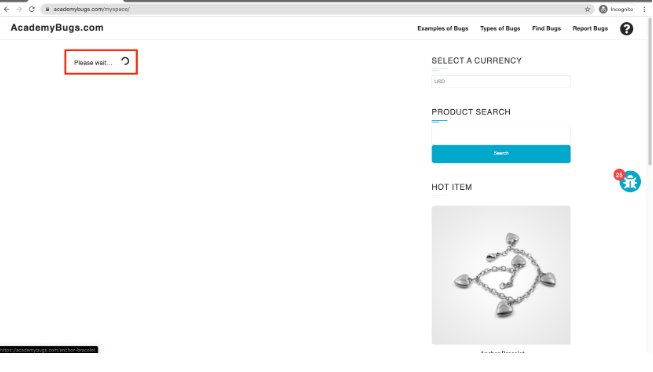 academybugs.com/myspace/
Incognito
AcademyBugs.com
Examples of Bugs Types of Bugs Find Bugs Report Bugs ?
Please wait...
SELECT A CURRENCY
USD
PRODUCT SEARCH
Search
25
HOT ITEM
https://academybugs.com/anchor-bracelet
Anchor Bracelet